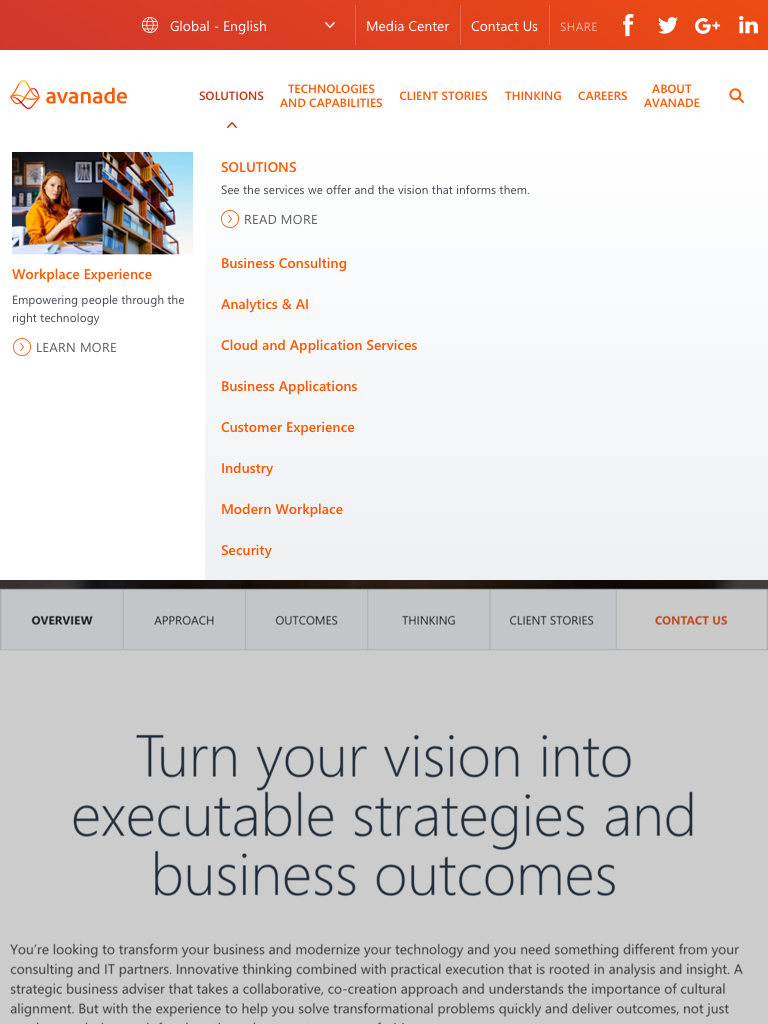 Global - English
Media Center
Contact Us
SHARE
avanade
SOLUTIONS
TECHNOLOGIES
AND CAPABILITIES
CLIENT STORIES
THINKING
CAREERS
ABOUT
AVANADE
Workplace Experience
Empowering people through the
right technology
LEARN MORE
SOLUTIONS
See the services we offer and the vision that informs them.
READ MORE
Business Consulting
Analytics & AI
Cloud and Application Services
Business Applications
Customer Experience
Industry
Modern Workplace
Security
OVERVIEW
APPROACH
OUTCOMES
THINKING
CLIENT STORIES
CONTACT US
Turn your vision into
executable strategies and
business outcomes
You're looking to transform your business and modernize your technology and you need something different from your
consulting and IT partners. Innovative thinking combined with practical execution that is rooted in analysis and insight. A
strategic business adviser that takes a collaborative, co-creation approach and understands the importance of cultural
alignment. But with the experience to help you solve transformational problems quickly and deliver outcomes, not just